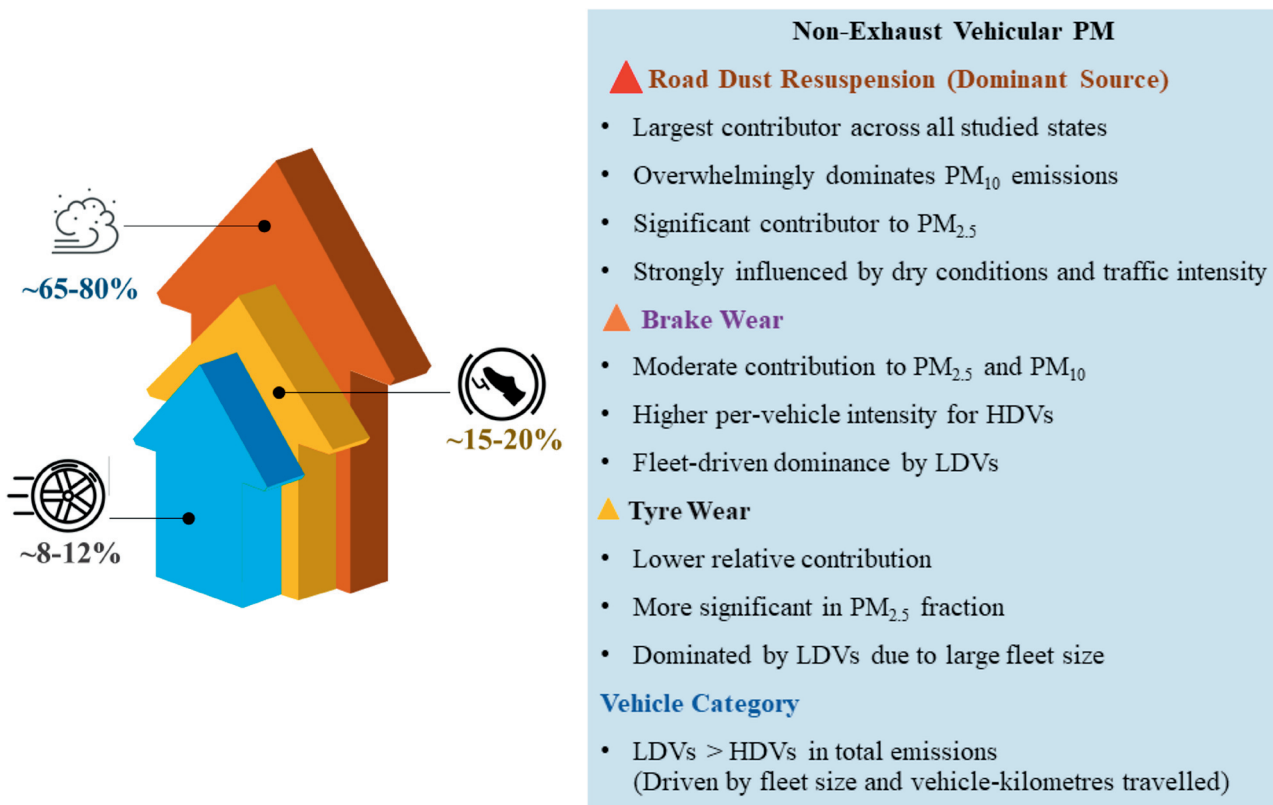 ~65-80%
~15-20%
~8-12%
Non-Exhaust Vehicular PM
Road Dust Resuspension (Dominant Source)
• Largest contributor across all studied states
• Overwhelmingly dominates PM₁₀ emissions
• Significant contributor to PM₂.₅
• Strongly influenced by dry conditions and traffic intensity
Brake Wear
• Moderate contribution to PM₂.₅ and PM₁₀
• Higher per-vehicle intensity for HDVs
• Fleet-driven dominance by LDVs
Tyre Wear
• Lower relative contribution
• More significant in PM₂.₅ fraction
• Dominated by LDVs due to large fleet size
Vehicle Category
• LDVs > HDVs in total emissions
(Driven by fleet size and vehicle-kilometres travelled)